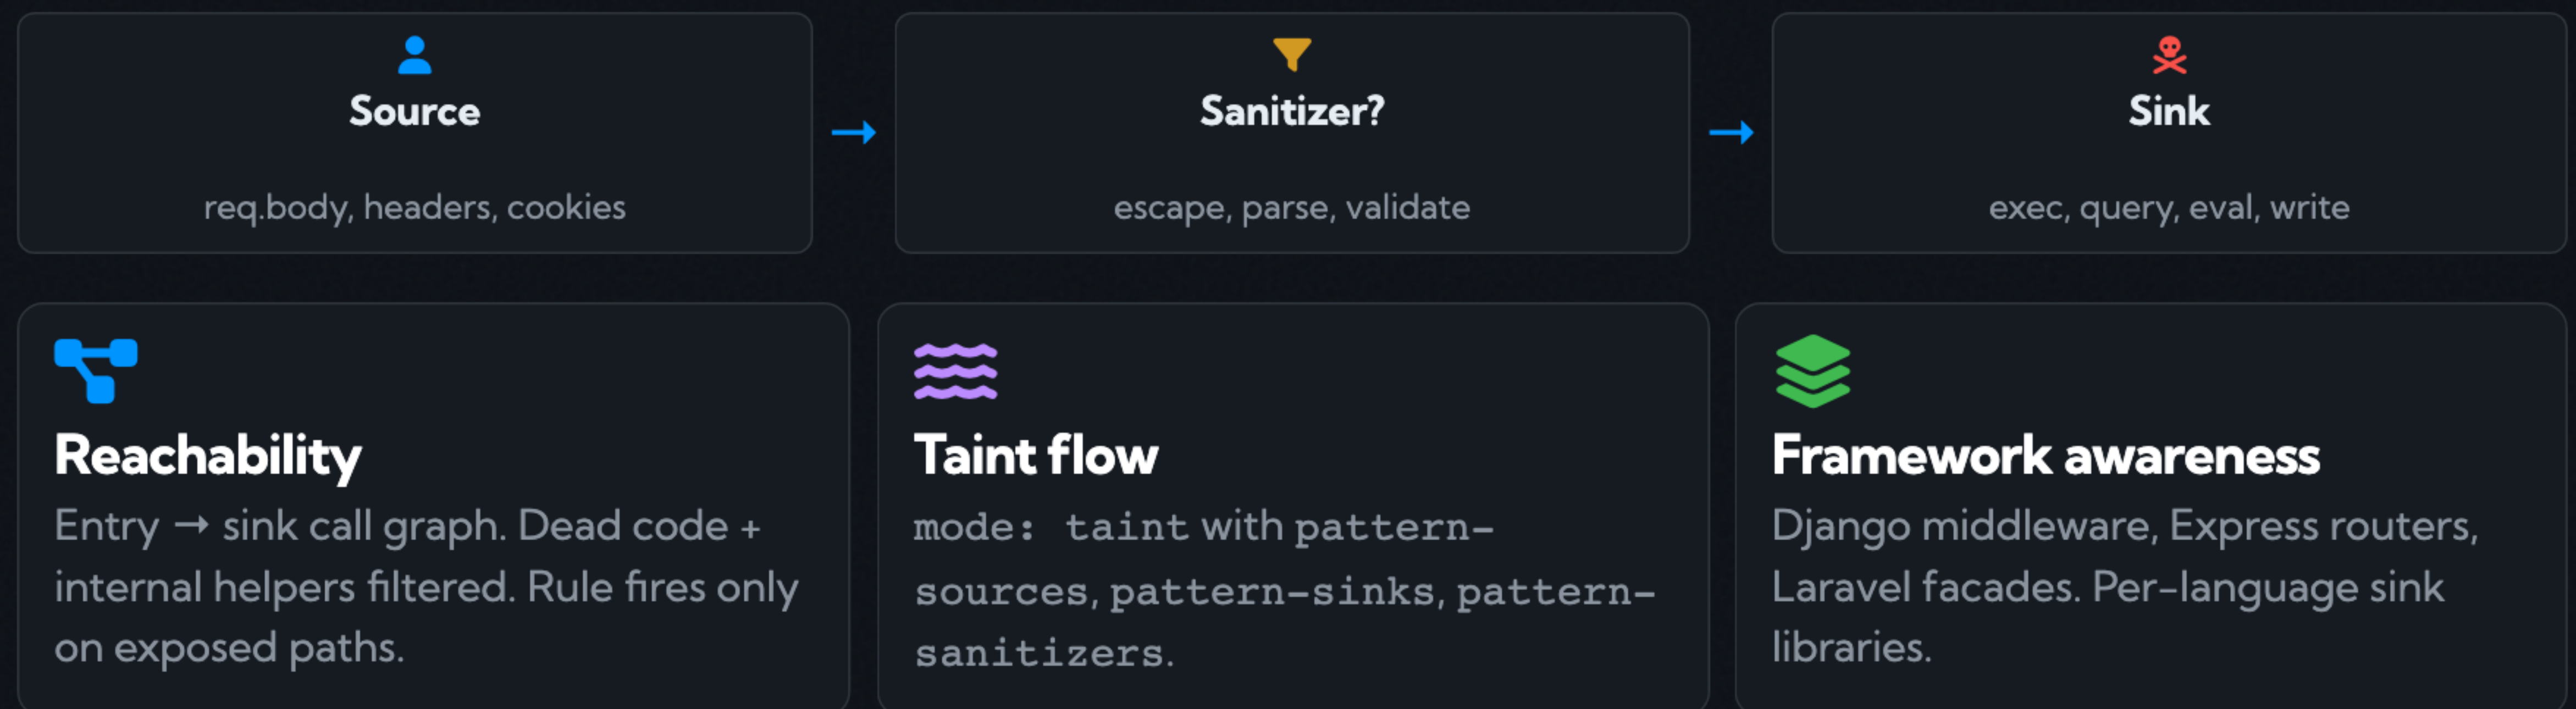 Source
Sanitizer?
Sink
req.body, headers, cookies
escape, parse, validate
exec, query, eval, write
Reachability
Entry → sink call graph. Dead code +
internal helpers filtered. Rule fires only
on exposed paths.
Taint flow
mode: taint with pattern-
sources, pattern-sinks, pattern-
sanitizers.
Framework awareness
Django middleware, Express routers,
Laravel facades. Per-language sink
libraries.